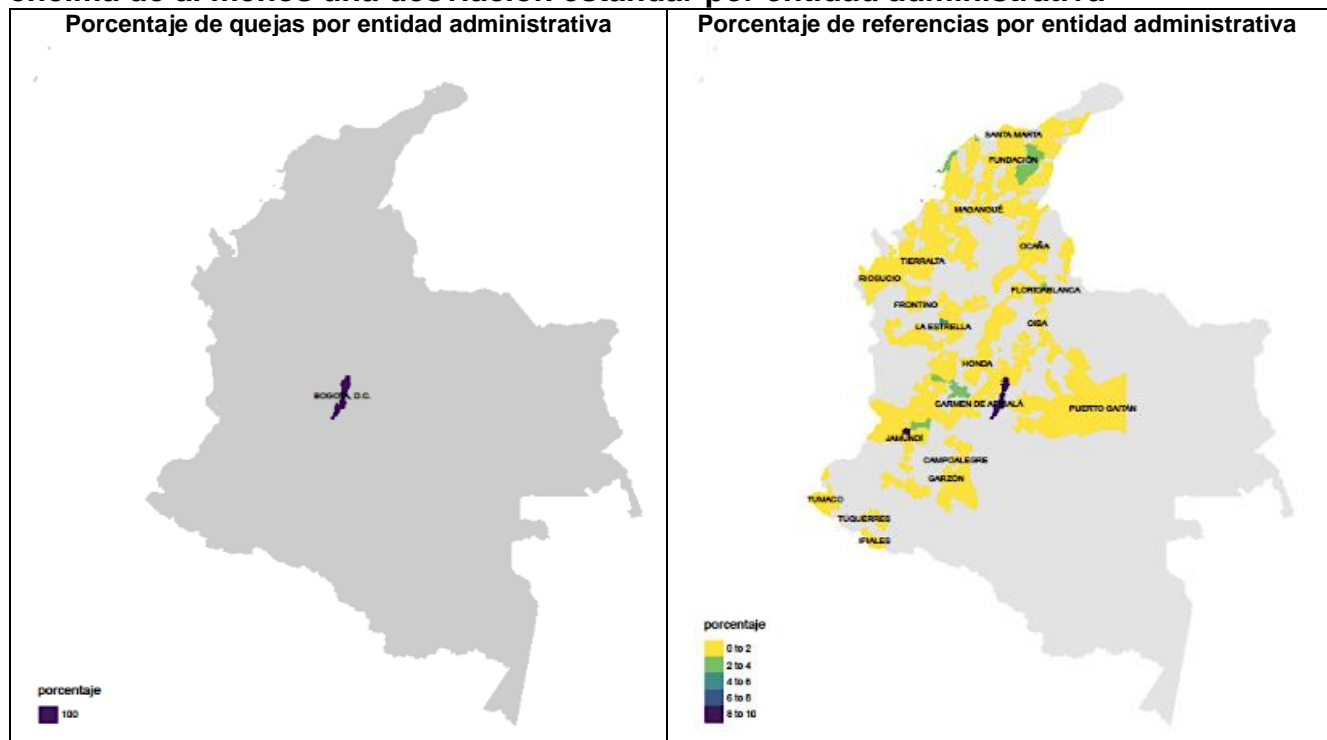 Porcentaje de quejas por entidad administrativa
BOGOTÁ, D.C.
porcentaje
100
Porcentaje de referencias por entidad administrativa
SANTA MARTA
FUNDACIÓN
MAGANGUÉ
OCAÑA
TIERRALTA
RIOSUCIO
FLORIDABLANCA
FRONTINO
LA ESTRELLA
OIBA
HONDA
CARMEN DE APICALÁ
PUERTO GAITÁN
JAMUNDÍ
CAMPOALEGRE
GARZÓN
TUMACO
TÚQUERRES
IPIALES
porcentaje
0 to 2
2 to 4
4 to 6
6 to 8
8 to 10